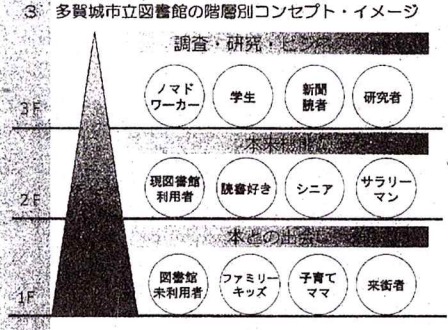 ③ 多賀城市立図書館の階層別コンセプト・イメージ
調査・研究・ビジ
3F
ノマド
ワーカー
学生
新聞
読者
研究者
本来
2F
現図書館
利用者
読書好き
シニア
サラリー
マン
本との出会い
1F
図書館
未利用者
ファミリー
キッズ
子育て
ママ
来街者